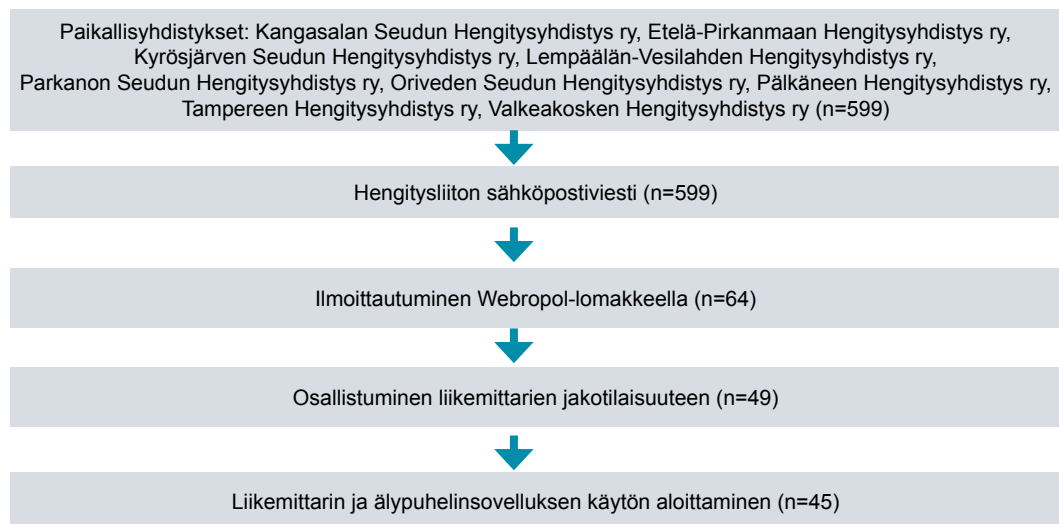 Paikallisyhdistykset: Kangasalan Seudun Hengitysyhdistys ry, Etelä-Pirkanmaan Hengitysyhdistys ry,
Kyrösjärven Seudun Hengitysyhdistys ry, Lempäälän-Vesilahden Hengitysyhdistys ry,
Parkanon Seudun Hengitysyhdistys ry, Oriveden Seudun Hengitysyhdistys ry, Pälkäneen Hengitysyhdistys ry,
Tampereen Hengitysyhdistys ry, Valkeakosken Hengitysyhdistys ry (n=599)
Hengitysliiton sähköpostiviesti (n=599)
Ilmoittautuminen Webropol-lomakkeella (n=64)
Osallistuminen liikemittarien jakotilaisuuteen (n=49)
Liikemittarin ja älypuhelinsovelluksen käytön aloittaminen (n=45)